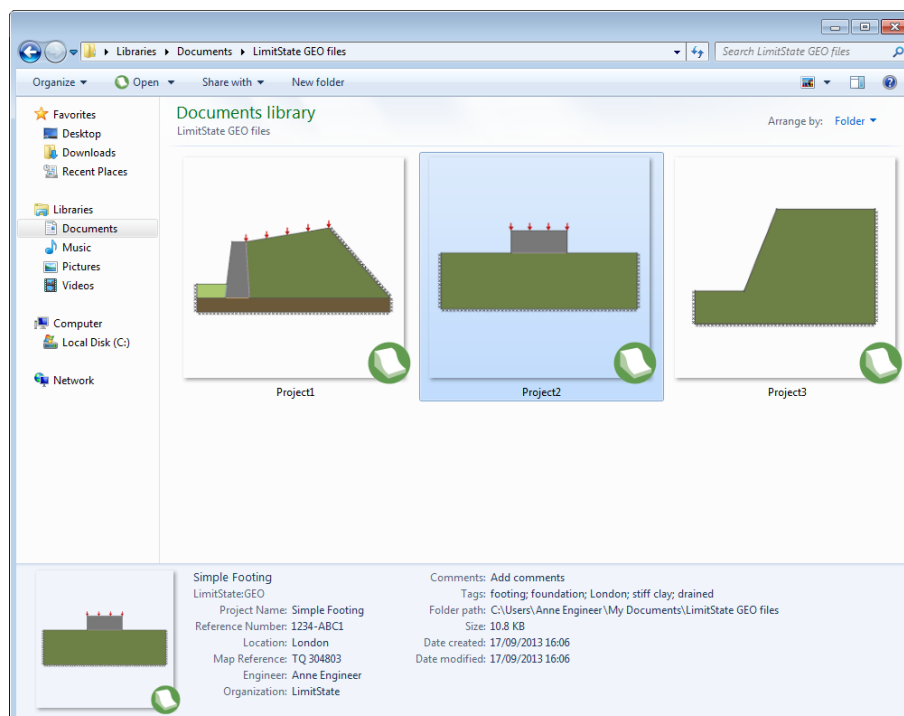 Libraries Documents LimitState GEO files
Search LimitState GEO files
Organize Open Share with New folder
Favorites
Desktop
Downloads
Recent Places
Libraries
Documents
Music
Pictures
Videos
Computer
Local Disk (C:)
Network
Documents library
LimitState GEO files
Arrange by: Folder
Project1 Project2 Project3
Simple Footing
LimitState:GEO
Project Name: Simple Footing
Reference Number: 1234-ABC1
Location: London
Map Reference: TQ 304803
Engineer: Anne Engineer
Organization: LimitState
Comments: Add comments
Tags: footing; foundation; London; stiff clay; drained
Folder path: C:\Users\Anne Engineer\My Documents\LimitState GEO files
Size: 10.8 KB
Date created: 17/09/2013 16:06
Date modified: 17/09/2013 16:06